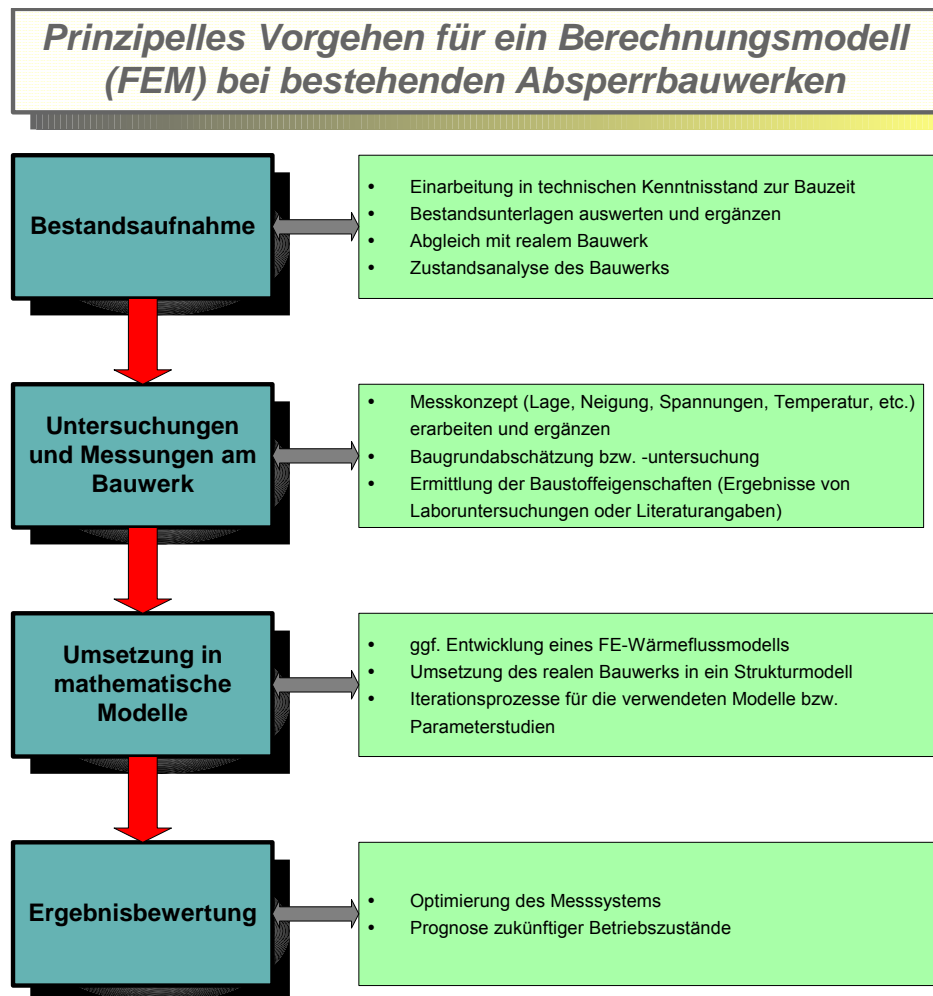 Prinzipelles Vorgehen für ein Berechnungsmodell
(FEM) bei bestehenden Absperrbauwerken
Bestandsaufnahme
• Einarbeitung in technischen Kenntnisstand zur Bauzeit
• Bestandsunterlagen auswerten und ergänzen
• Abgleich mit realem Bauwerk
• Zustandsanalyse des Bauwerks
Untersuchungen
und Messungen am
Bauwerk
• Messkonzept (Lage, Neigung, Spannungen, Temperatur, etc.)
erarbeiten und ergänzen
• Baugrundabschätzung bzw. -untersuchung
• Ermittlung der Baustoffeigenschaften (Ergebnisse von
Laboruntersuchungen oder Literaturangaben)
Umsetzung in
mathematische
Modelle
• ggf. Entwicklung eines FE-Wärmeflussmodells
• Umsetzung des realen Bauwerks in ein Strukturmodell
• Iterationsprozesse für die verwendeten Modelle bzw.
Parameterstudien
Ergebnisbewertung
• Optimierung des Messsystems
• Prognose zukünftiger Betriebszustände